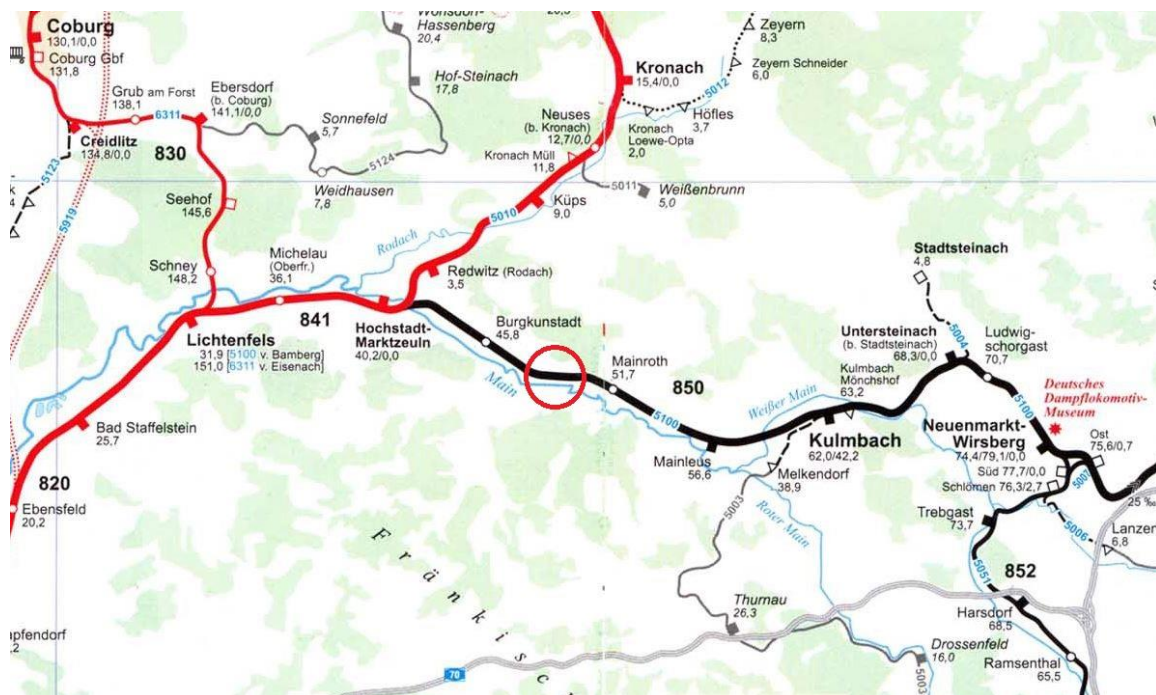 Coburg
130,1/0,0
Coburg Gbf
131,8
Grub am Forst
138,1
6311
Ebersdorf
(b. Coburg)
141,1/0,0
Creidlitz
134,8/0,0
830
5123
5919
Seehof
145,6
Schney
148,2
Hassenberg
20,4
Hof-Steinach
17,8
Sonnefeld
5,7
5124
Weidhausen
7,8
Zeyern
8,3
Zeyern Schneider
6,0
Kronach
15,4/0,0
5012
Höfles
3,7
Kronach
Loewe-Opta
2,0
Neuses
(b. Kronach)
12,7/0,0
Kronach Müll
11,8
5011
Weißenbrunn
5,0
Küps
9,0
5010
Rodach
Redwitz (Rodach)
3,5
Michelau
(Oberfr.)
36,1
841
Lichtenfels
31,9 [5100 v. Bamberg]
151,0 [6311 v. Eisenach]
Hochstadt-
Marktzeuln
40,2/0,0
Burgkunstadt
45,8
Main
Mainroth
51,7
850
5100
Mainleus
56,6
Kulmbach
62,0/42,2
Kulmbach
Mönchshof
63,2
Weißer Main
Melkendorf
38,9
5003
Roter Main
Stadtsteinach
4,8
5004
Untersteinach
(b. Stadtsteinach)
68,3/0,0
Ludwig-
schorgast
70,7
5100
Deutsches
Dampflokomotiv-
Museum
Neuenmarkt-
Wirsberg
74,4/79,1/0,0
Ost
75,6/0,7
Süd 77,7/0,0
Schlömen 76,3/2,7
5007
25 ‰
Trebgast
73,7
5006
Lanzen
6,8
5051
852
Harsdorf
68,5
Ramsenthal
65,5
Bad Staffelstein
25,7
820
Ebensfeld
20,2
apfendorf
,2
Fränkisc
70
Thurnau
26,3
Drossenfeld
16,0
5003